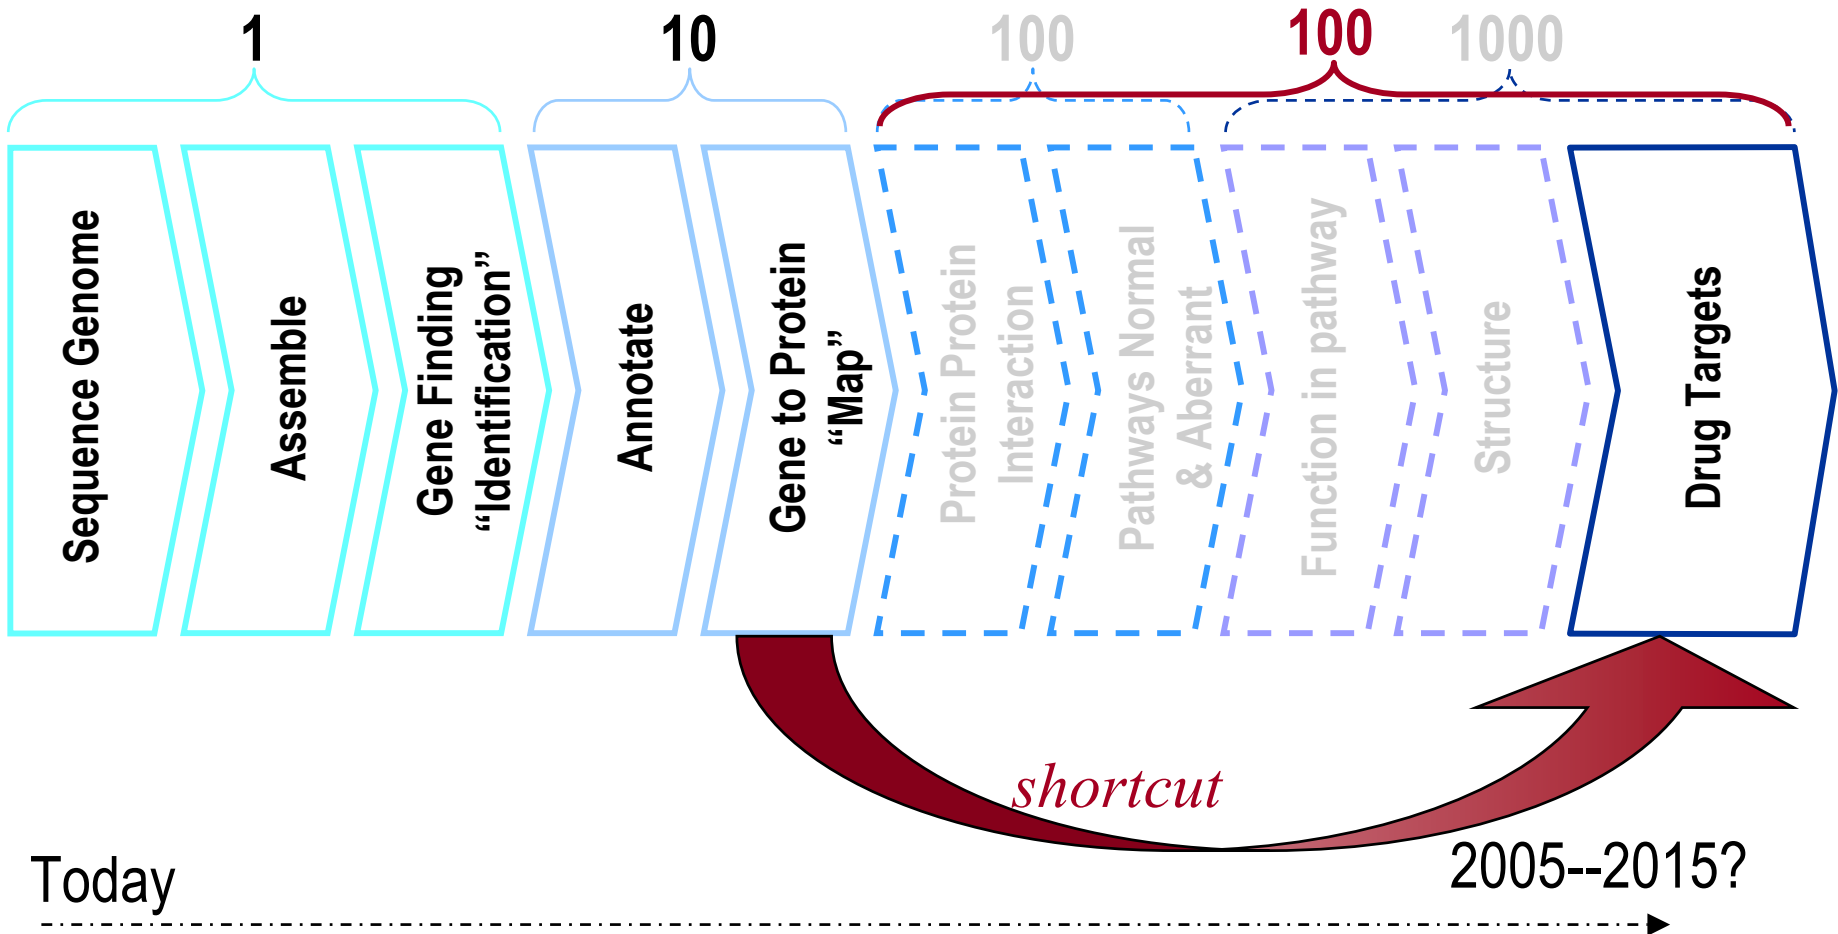 1
10
100
100
1000
Sequence Genome
Assemble
Gene Finding
“Identification”
Annotate
Gene to Protein
“Map”
Protein Protein
Interaction
Pathways Normal
& Aberrant
Function in pathway
Structure
Drug Targets
shortcut
Today
2005--2015?